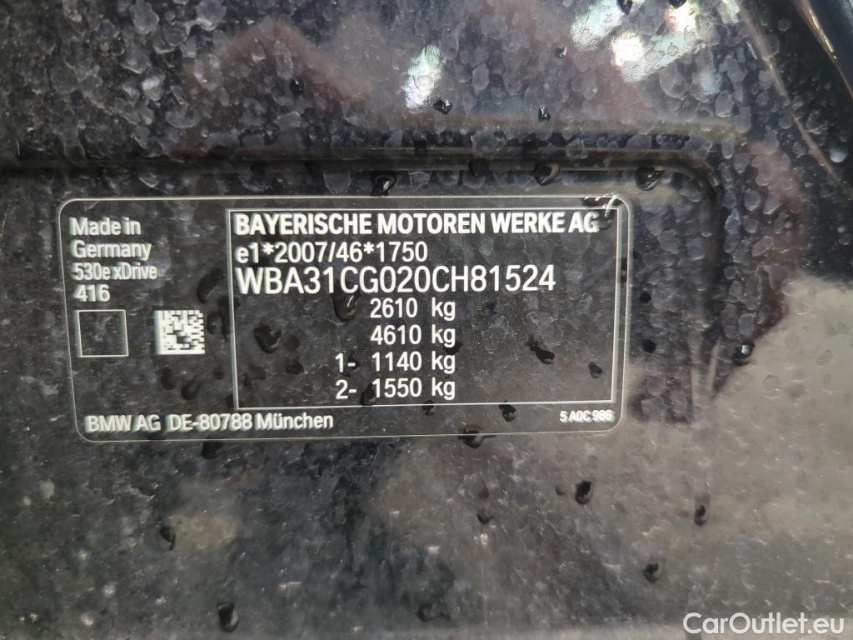 Made in
Germany
530e xDrive
416
BAYERISCHE MOTOREN WERKE AG
e1*2007/46*1750
WBA31CG020CH81524
2610 kg
4610 kg
1- 1140 kg
2- 1550 kg
BMW AG DE-80788 München
5 A0C 986
CarOutlet.eu